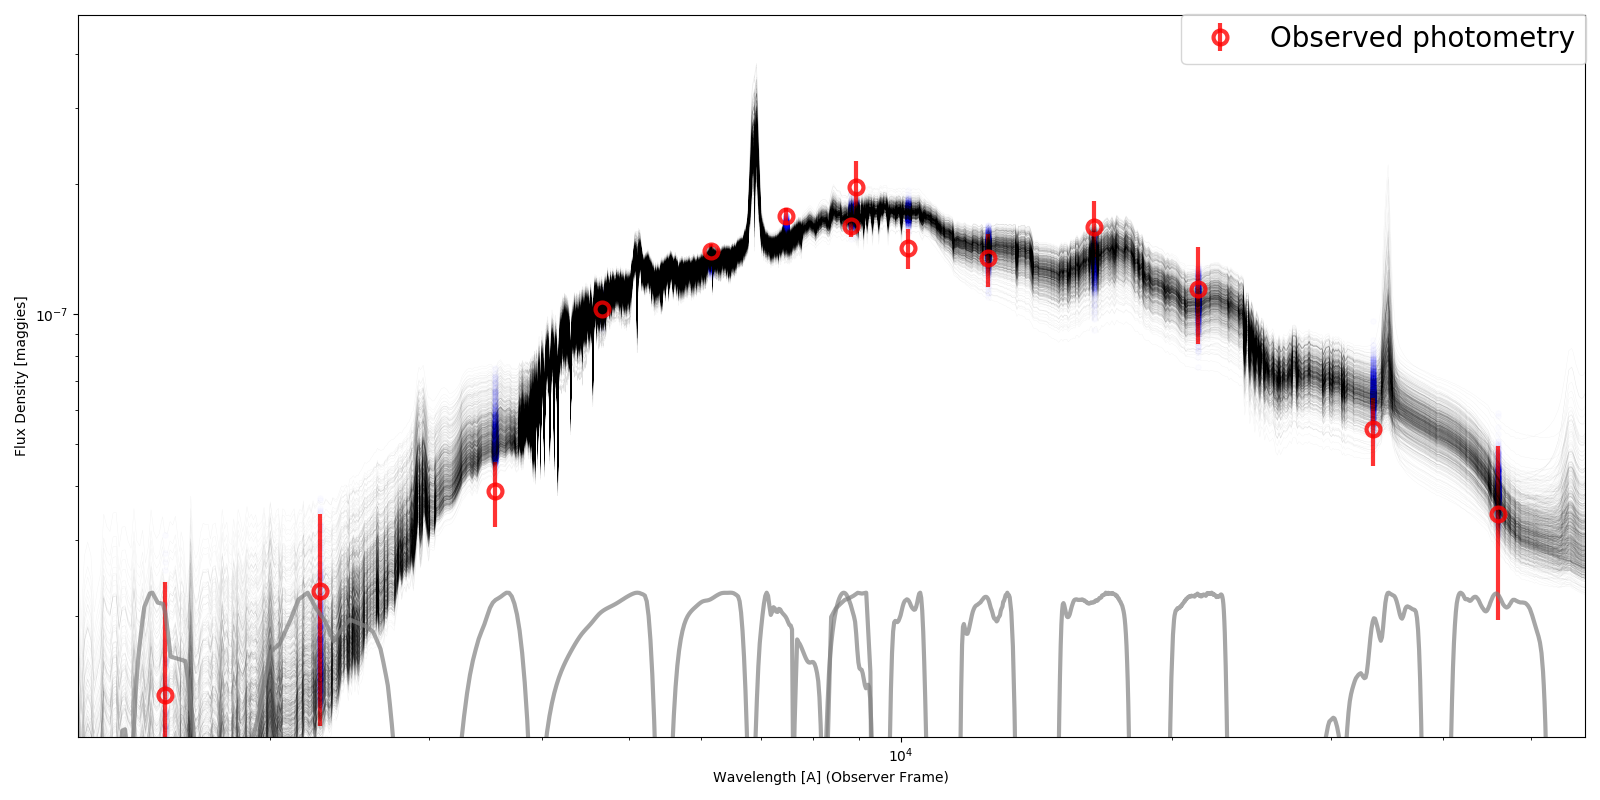 Observed photometry
Flux Density [maggies]
10⁻⁷
10⁴
Wavelength [A] (Observer Frame)